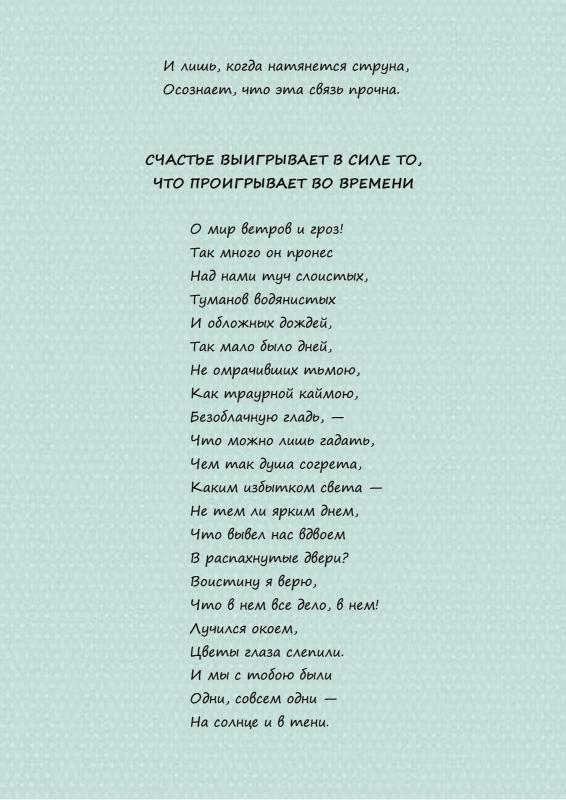 И лишь, когда натянется струна,
Осознает, что эта связь прочна.
СЧАСТЬЕ ВЫИГРЫВАЕТ В СИЛЕ ТО,
ЧТО ПРОИГРЫВАЕТ ВО ВРЕМЕНИ
О мир ветров и гроз!
Так много он пронес
Над нами туч слоистых,
Туманов водянистых
И обложных дождей,
Так мало было дней,
Не омрачивших тьмою,
Как траурной каймою,
Безоблачную гладь, —
Что можно лишь гадать,
Чем так душа согрета,
Каким избытком света —
Не тем ли ярким днем,
Что вывел нас вдвоем
В распахнутые двери?
Воистину я верю,
Что в нем все дело, в нем!
Лучился окоем,
Цветы глаза слепили.
И мы с тобою были
Одни, совсем одни —
На солнце и в тени.